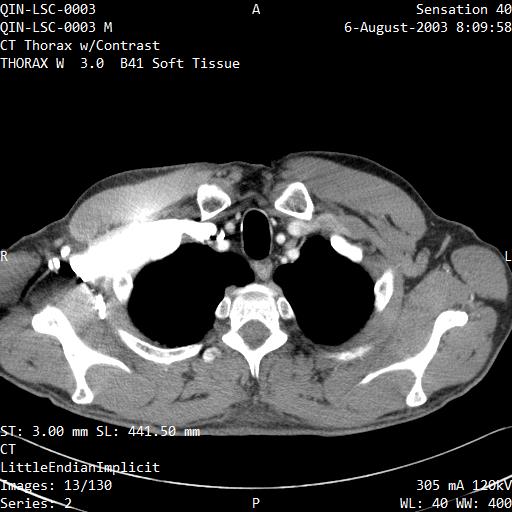 QIN-LSC-0003
A
Sensation 40
QIN-LSC-0003 M
6-August-2003 8:09:58
CT Thorax w/Contrast
THORAX W 3.0 B41 Soft Tissue
R
L
ST: 3.00 mm SL: 441.50 mm
CT
LittleEndianImplicit
Images: 13/130
305 mA 120kV
Series: 2
P
WL: 40 WW: 400